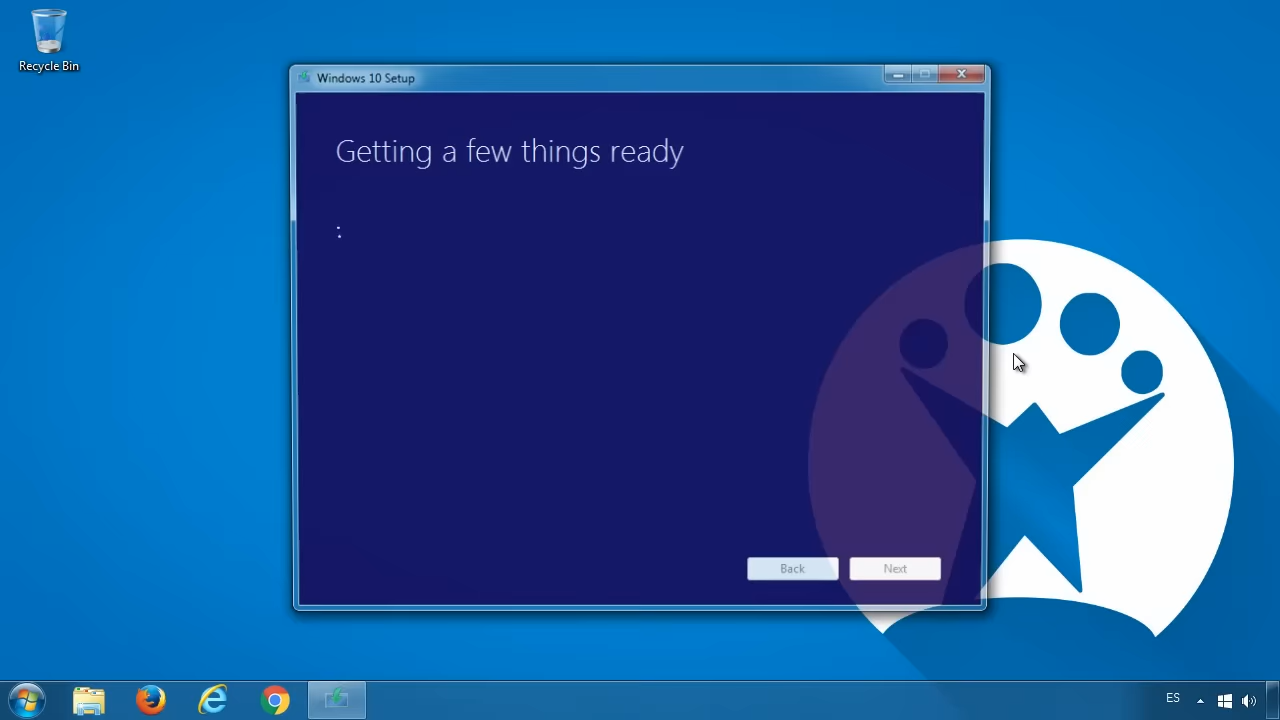 Recycle Bin
Windows 10 Setup
Getting a few things ready
Back
Next
ES